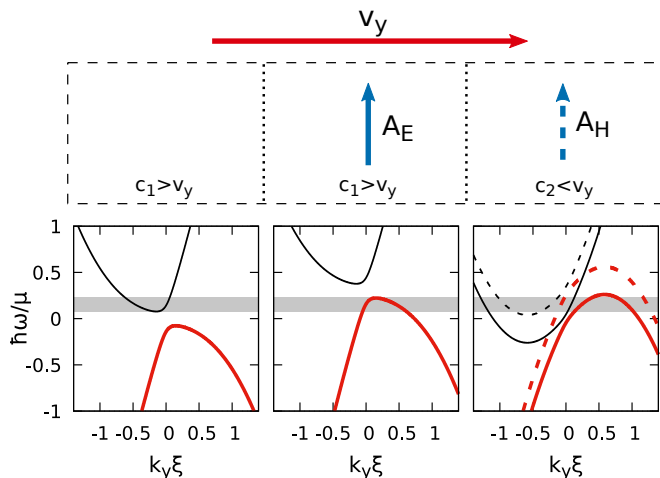 v_y
A_E
A_H
c_1>v_y
c_1>v_y
c_2<v_y
1
0.5
0
-0.5
-1
ħω/μ
-1 -0.5 0 0.5 1
-1 -0.5 0 0.5 1
-1 -0.5 0 0.5 1
k_yξ
k_yξ
k_yξ